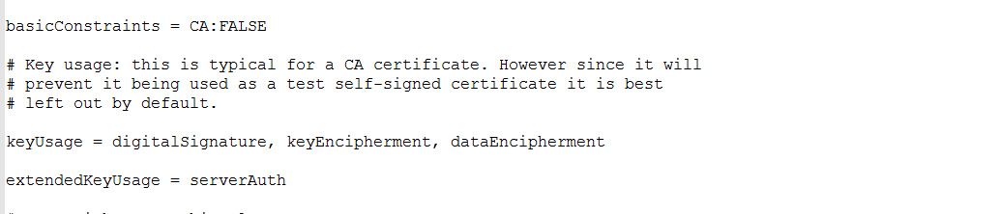 basicConstraints = CA:FALSE
# Key usage: this is typical for a CA certificate. However since it will
# prevent it being used as a test self-signed certificate it is best
# left out by default.
keyUsage = digitalSignature, keyEncipherment, dataEncipherment
extendedKeyUsage = serverAuth